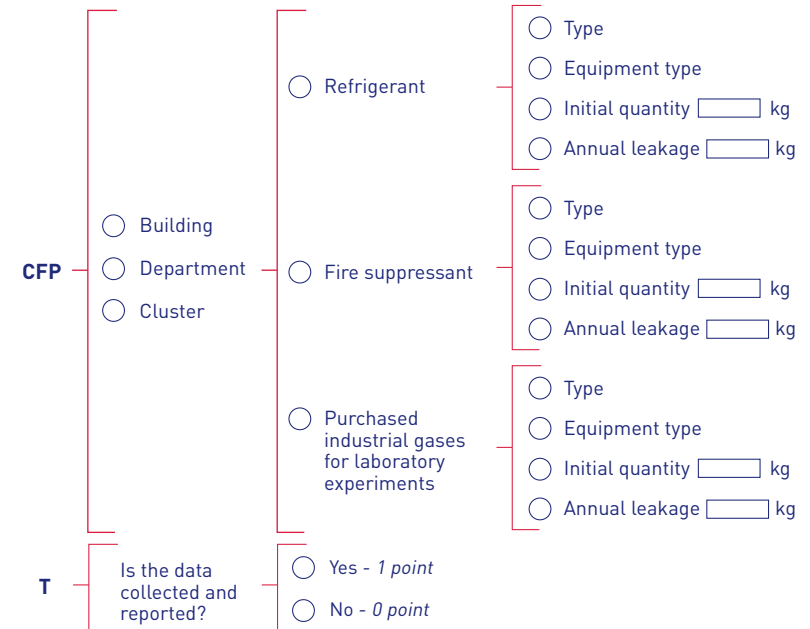 CFP
Building
Department
Cluster
Refrigerant
Type
Equipment type
Initial quantity kg
Annual leakage kg
Fire suppressant
Type
Equipment type
Initial quantity kg
Annual leakage kg
Purchased
industrial gases
for laboratory
experiments
Type
Equipment type
Initial quantity kg
Annual leakage kg
T
Is the data
collected and
reported?
Yes - 1 point
No - 0 point